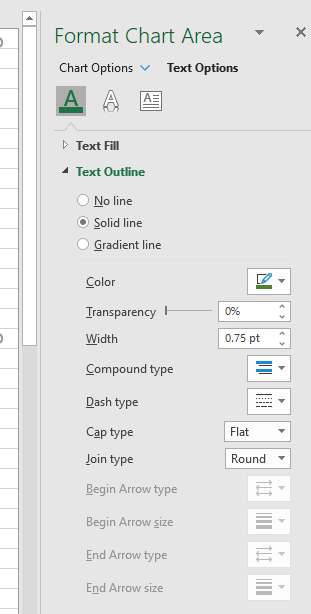 Format Chart Area
Chart Options Text Options
A A
Text Fill
Text Outline
No line
Solid line
Gradient line
Color
Transparency 0%
Width 0.75 pt
Compound type
Dash type
Cap type Flat
Join type Round
Begin Arrow type
Begin Arrow size
End Arrow type
End Arrow size